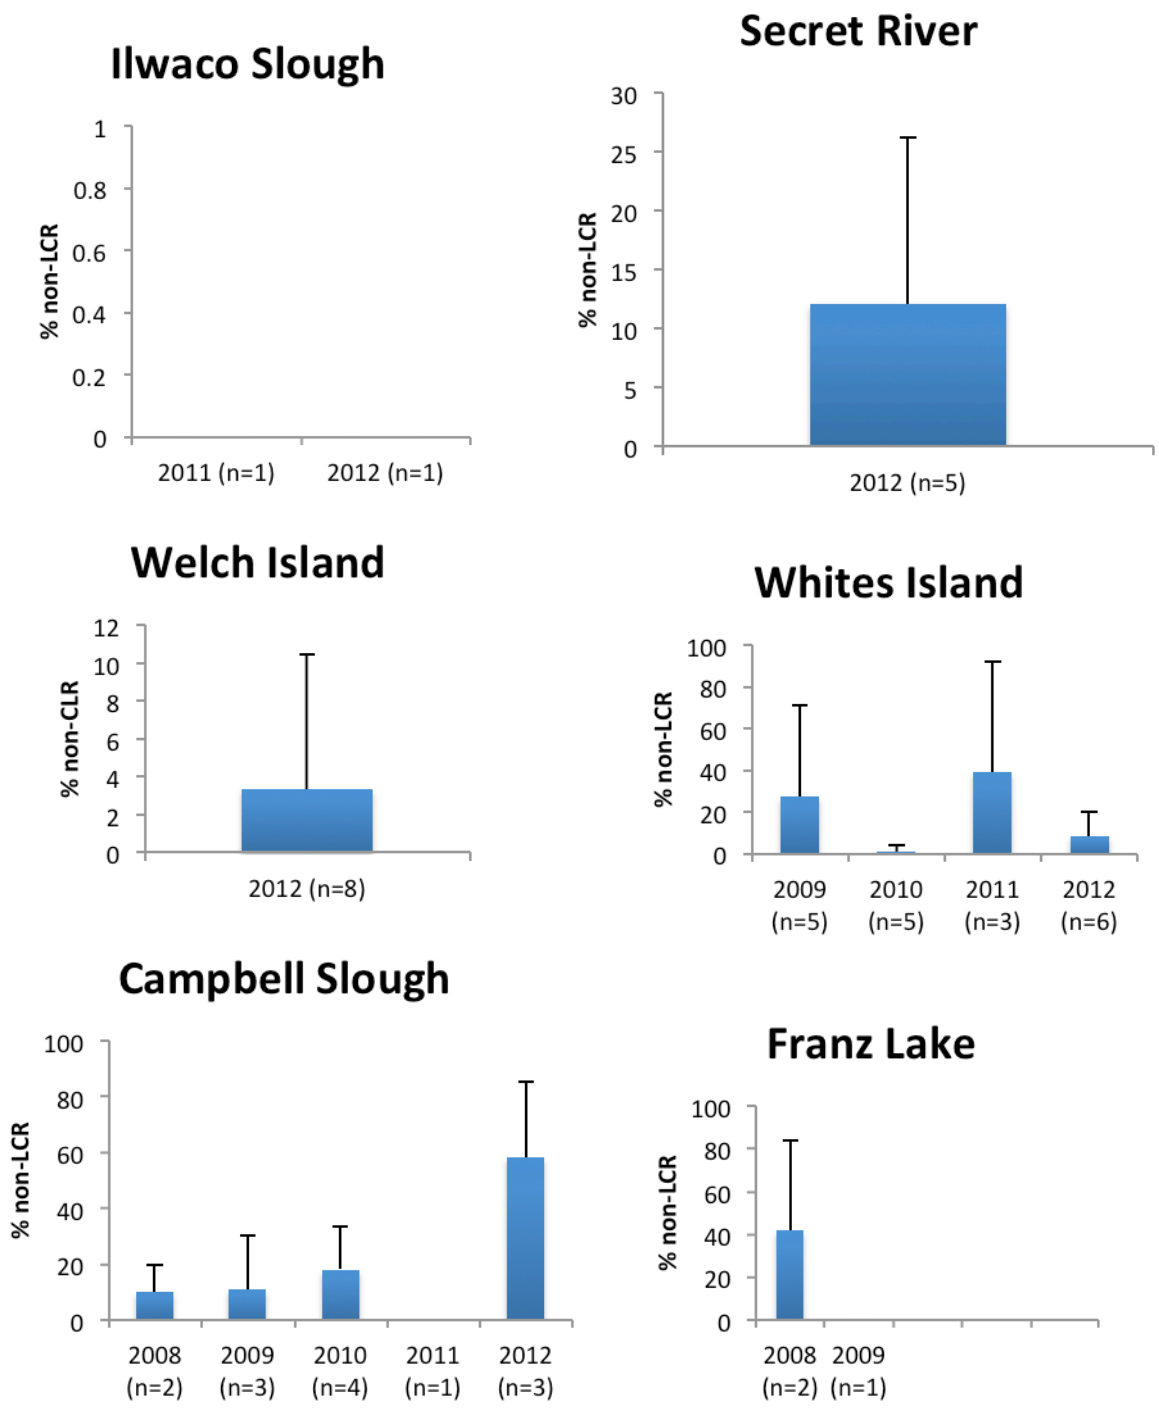 Ilwaco Slough
% non-LCR
1
0.8
0.6
0.4
0.2
0
2011 (n=1) 2012 (n=1)
Secret River
% non-LCR
30
25
20
15
10
5
0
2012 (n=5)
Welch Island
% non-CLR
12
10
8
6
4
2
0
2012 (n=8)
Whites Island
% non-LCR
100
80
60
40
20
0
2009 2010 2011 2012
(n=5) (n=5) (n=3) (n=6)
Campbell Slough
% non-LCR
100
80
60
40
20
0
2008 2009 2010 2011 2012
(n=2) (n=3) (n=4) (n=1) (n=3)
Franz Lake
% non-LCR
100
80
60
40
20
0
2008 2009
(n=2) (n=1)